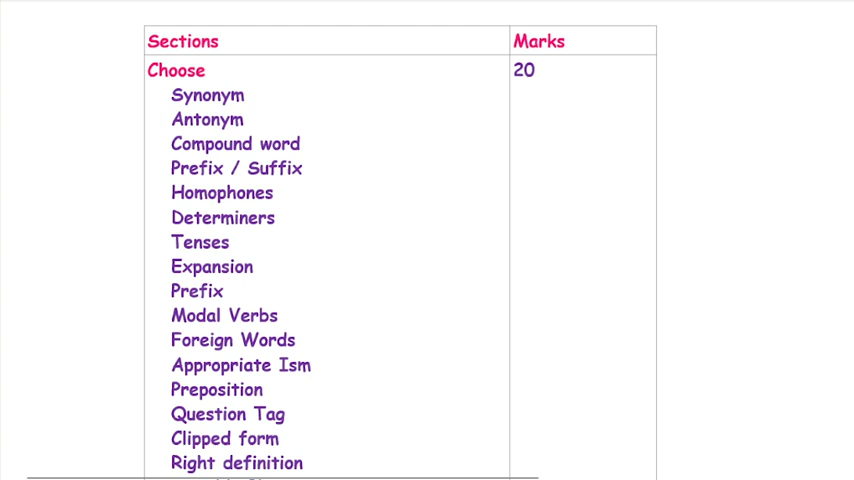 Sections Marks
Choose 20
Synonym
Antonym
Compound word
Prefix / Suffix
Homophones
Determiners
Tenses
Expansion
Prefix
Modal Verbs
Foreign Words
Appropriate Ism
Preposition
Question Tag
Clipped form
Right definition